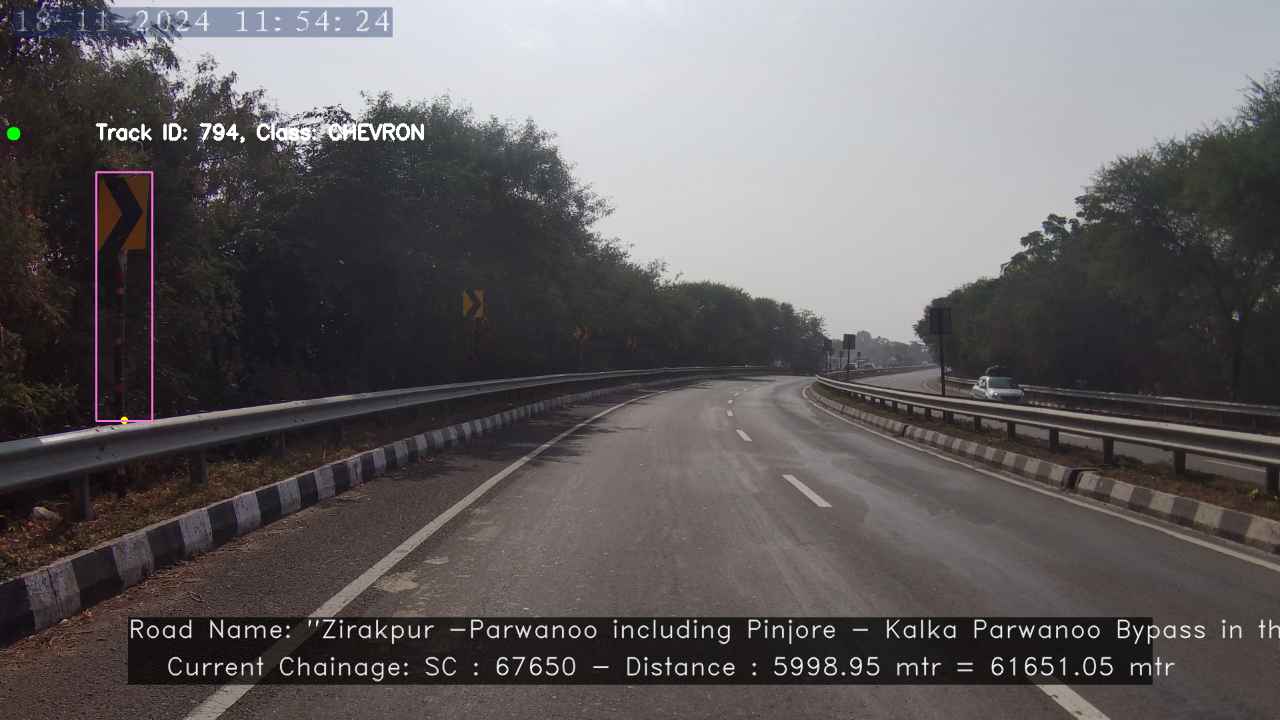 18-11-2024 11:54:24
Track ID: 794, Class: CHEVRON
Road Name: "Zirakpur -Parwanoo including Pinjore - Kalka Parwanoo Bypass in
Current Chainage: SC : 67650 - Distance : 5998.95 mtr = 61651.05 mtr